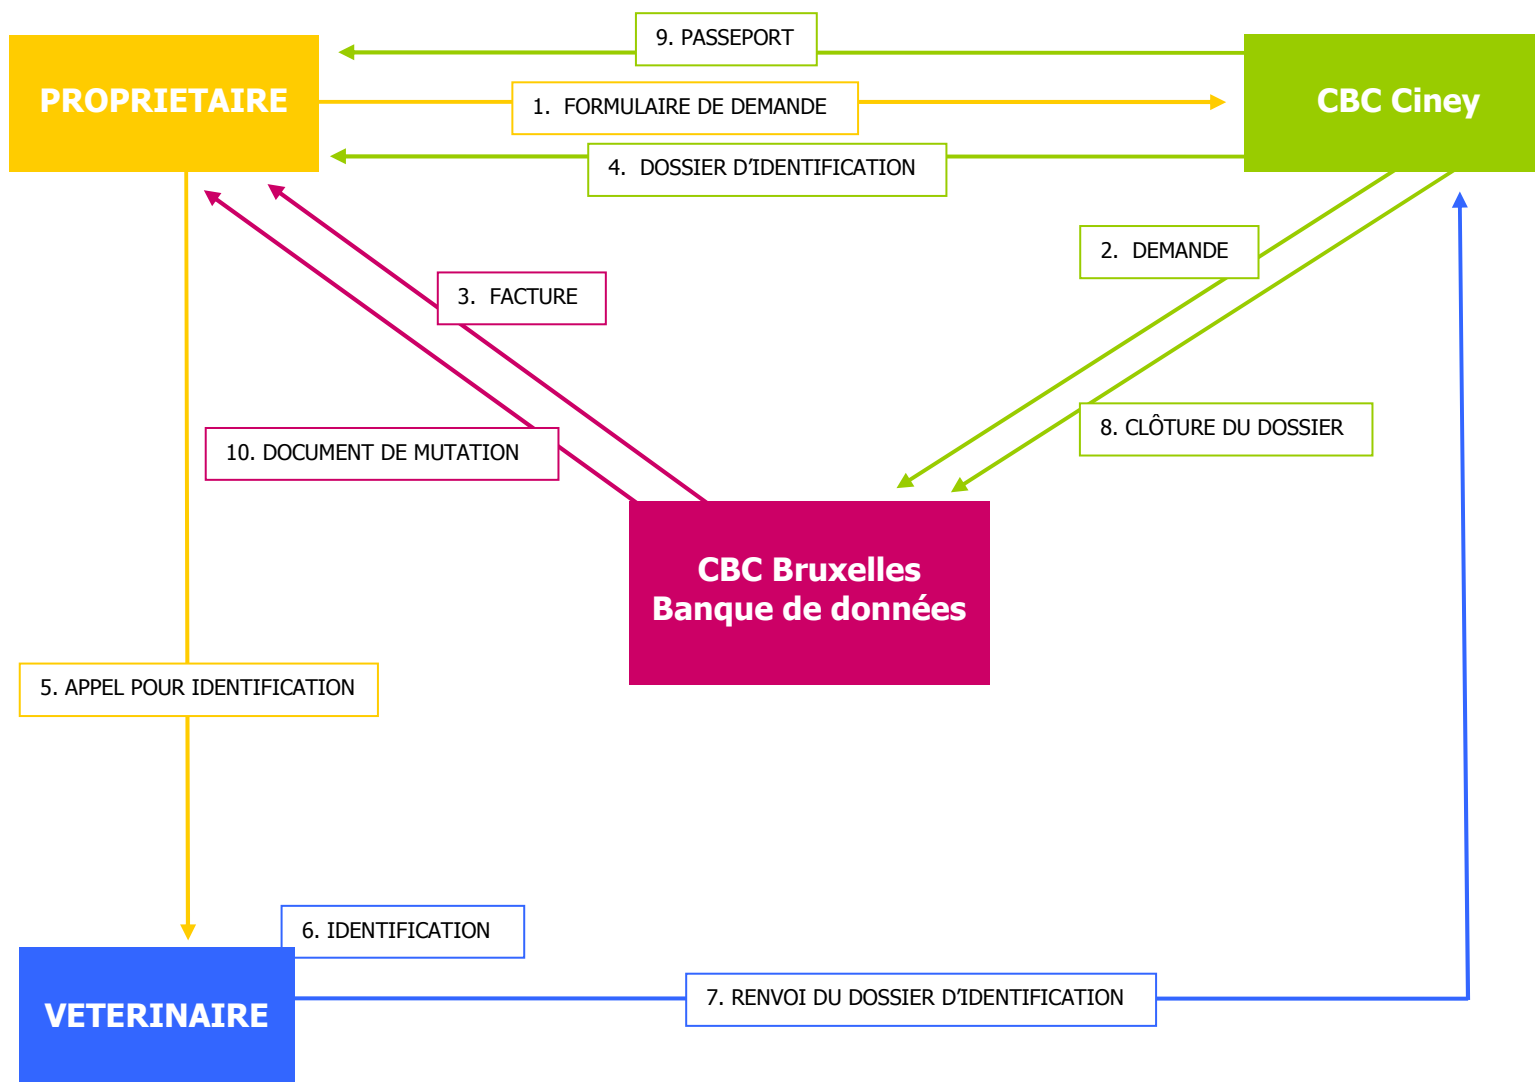 9. PASSEPORT
PROPRIETAIRE
1. FORMULAIRE DE DEMANDE
CBC Ciney
4. DOSSIER D’IDENTIFICATION
2. DEMANDE
3. FACTURE
8. CLÔTURE DU DOSSIER
10. DOCUMENT DE MUTATION
CBC Bruxelles
Banque de données
5. APPEL POUR IDENTIFICATION
6. IDENTIFICATION
7. RENVOI DU DOSSIER D’IDENTIFICATION
VETERINAIRE